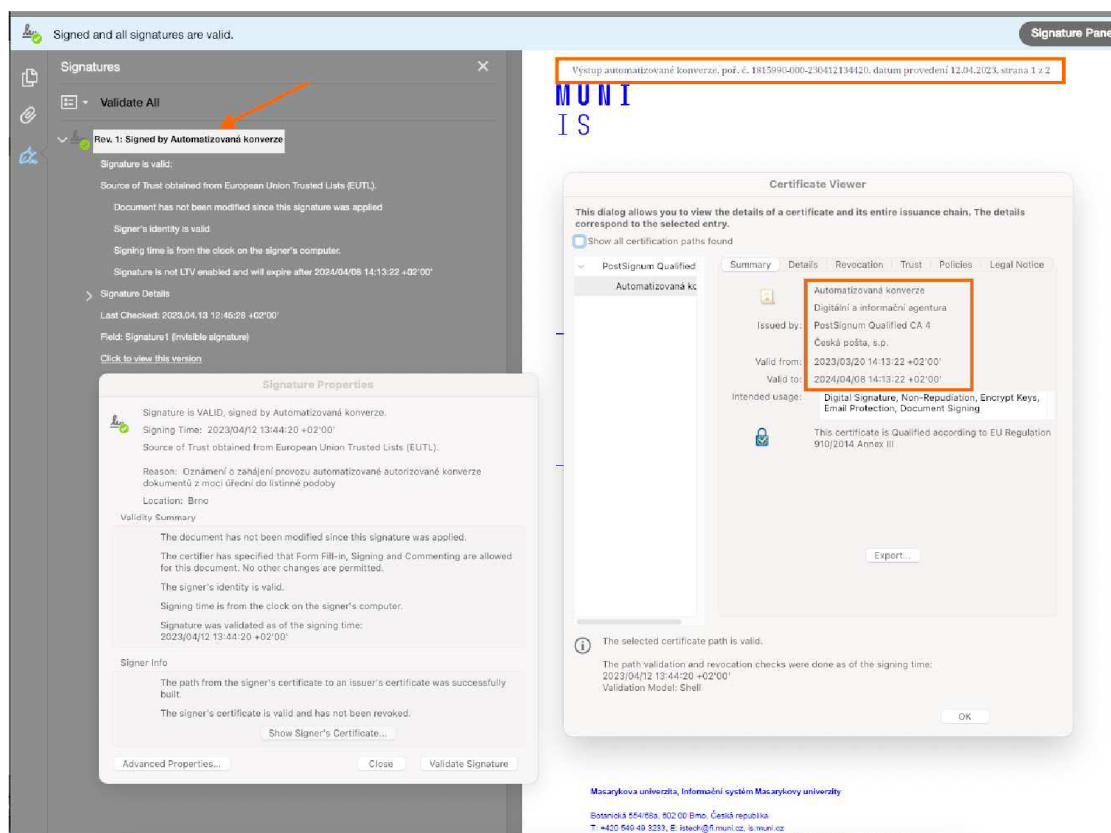 Signed and all signatures are valid.
Signature Pane
Signatures
Validate All
Rev. 1: Signed by Automatizovaná konverze
Signature is valid:
Source of Trust obtained from European Union Trusted Lists (EUTL).
Document has not been modified since this signature was applied
Signer's identity is valid
Signing time is from the clock on the signer's computer.
Signature is not LTV enabled and will expire after 2024/04/08 14:13:22 +02'00'
Signature Details
Last Checked: 2023.04.13 12:45:28 +02'00'
Field: Signature1 (invisible signature)
Click to view this version
Signature Properties
Signature is VALID, signed by Automatizovaná konverze.
Signing Time: 2023/04/12 13:44:20 +02'00'
Source of Trust obtained from European Union Trusted Lists (EUTL).
Reason: Oznámení o zahájení provozu automatizované autorizované konverze
dokumentů z moci úřední do listinné podoby
Location: Brno
Validity Summary
The document has not been modified since this signature was applied.
The certifier has specified that Form Fill-in, Signing and Commenting are allowed
for this document. No other changes are permitted.
The signer's identity is valid.
Signing time is from the clock on the signer's computer.
Signature was validated as of the signing time:
2023/04/12 13:44:20 +02'00'
Signer Info
The path from the signer's certificate to an issuer's certificate was successfully
built.
The signer's certificate is valid and has not been revoked.
Show Signer's Certificate...
Advanced Properties...
Close
Validate Signature
Výstup automatizované konverze, poř. č. 1815990-000-230412134420, datum provedení 12.04.2023, strana 1 z 2
MUNI
IS
Certificate Viewer
This dialog allows you to view the details of a certificate and its entire issuance chain. The details
correspond to the selected entry.
Show all certification paths found
PostSignum Qualified
Automatizovaná kc
Summary Details Revocation Trust Policies Legal Notice
Automatizovaná konverze
Digitální a informační agentura
Issued by: PostSignum Qualified CA 4
Česká pošta, s.p.
Valid from: 2023/03/20 14:13:22 +02'00'
Valid to: 2024/04/08 14:13:22 +02'00'
Intended usage: Digital Signature, Non-Repudiation, Encrypt Keys,
Email Protection, Document Signing
This certificate is Qualified according to EU Regulation
910/2014 Annex III
Export...
The selected certificate path is valid.
The path validation and revocation checks were done as of the signing time:
2023/04/12 13:44:20 +02'00'
Validation Model: Shell
OK
Masarykova univerzita, Informační systém Masarykovy univerzity
Botanická 554/68a, 602 00 Brno, Česká republika
T: +420 549 49 3233, E: istech@fi.muni.cz, is.muni.cz